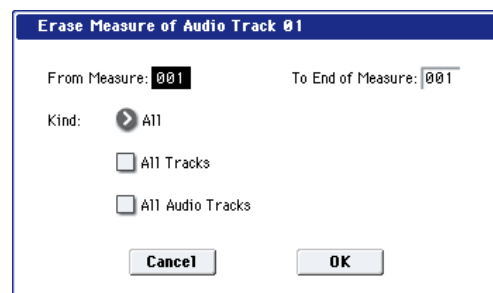 Erase Measure of Audio Track 01
From Measure: 001 To End of Measure: 001
Kind: All
All Tracks
All Audio Tracks
Cancel OK